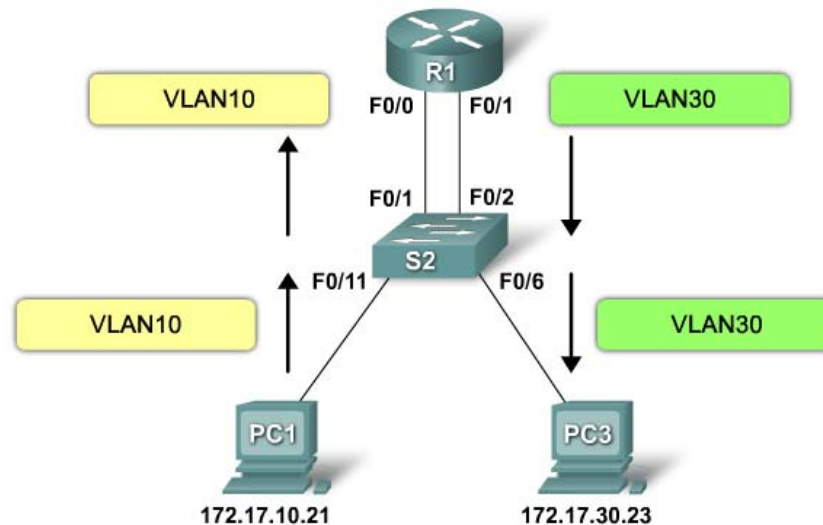 R1
VLAN10
VLAN30
F0/0
F0/1
F0/1
F0/2
S2
F0/11
F0/6
VLAN10
VLAN30
PC1
PC3
172.17.10.21
172.17.30.23